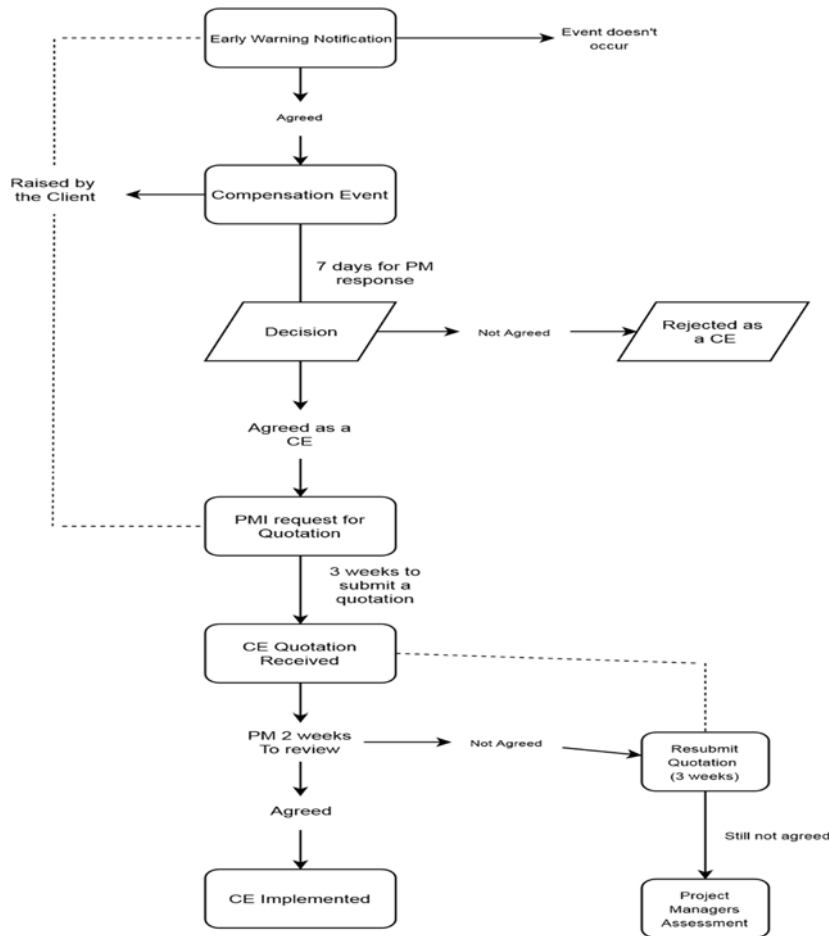 Early Warning Notification
Event doesn't
occur
Agreed
Raised by
the Client
Compensation Event
7 days for PM
response
Decision
Not Agreed
Rejected as
a CE
Agreed as a
CE
PMI request for
Quotation
3 weeks to
submit a
quotation
CE Quotation
Received
PM 2 weeks
To review
Not Agreed
Resubmit
Quotation
(3 weeks)
Agreed
Still not agreed
CE Implemented
Project
Managers
Assessment